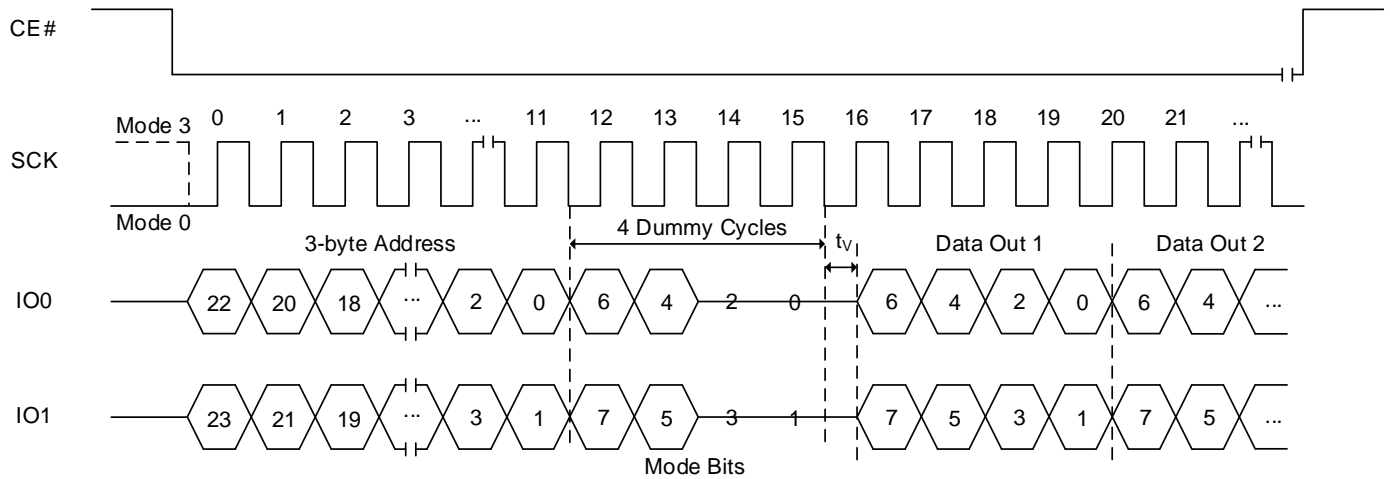 CE#
Mode 3
0 1 2 3 ... 11 12 13 14 15 16 17 18 19 20 21 ...
SCK
Mode 0
3-byte Address 4 Dummy Cycles tV Data Out 1 Data Out 2
IO0 22 20 18 ... 2 0 6 4 2 0 6 4 2 0 6 4 ...
IO1 23 21 19 ... 3 1 7 5 3 1 7 5 3 1 7 5 ...
Mode Bits